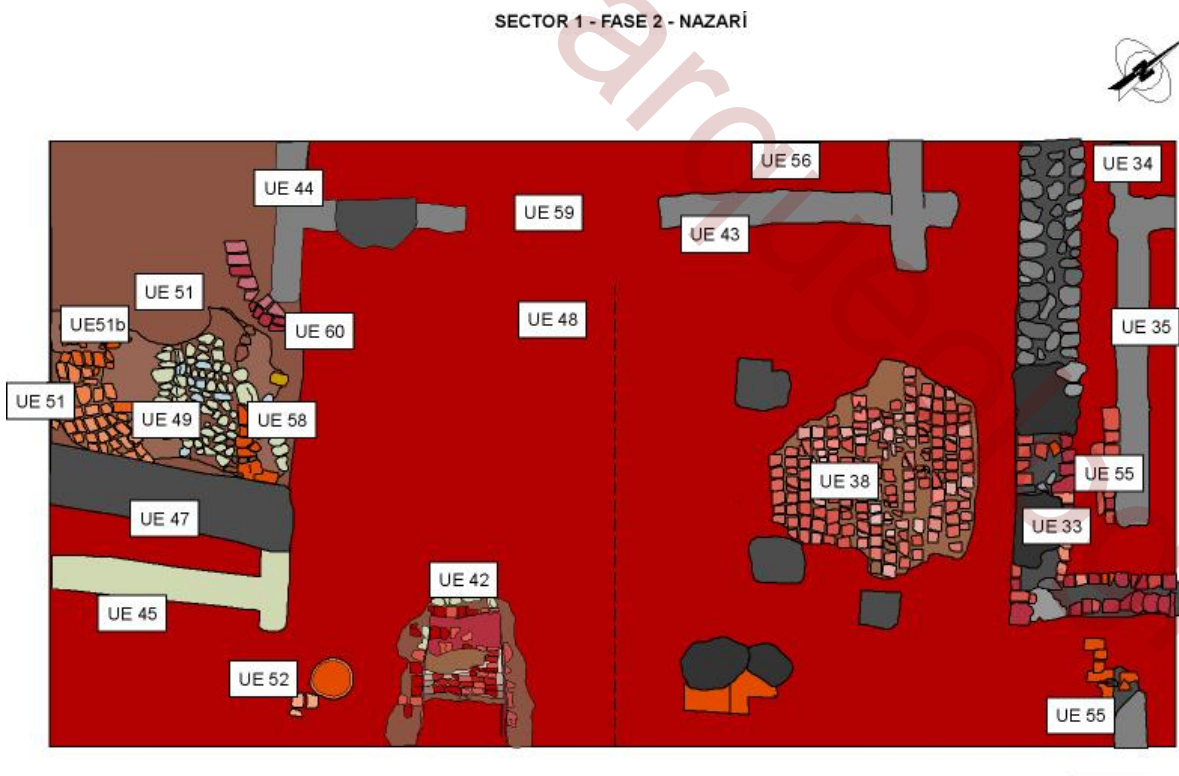 SECTOR 1 - FASE 2 - NAZARÍ
N
UE 56
UE 34
UE 44
UE 59
UE 43
UE 51
UE51b
UE 60
UE 48
UE 35
UE 51
UE 49
UE 58
UE 38
UE 55
UE 47
UE 33
UE 42
UE 45
UE 52
UE 55